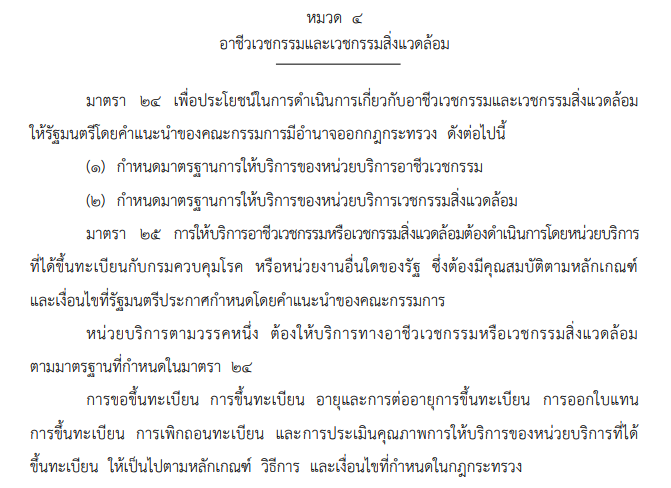 หมวด ๔
อาชีวเวชกรรมและเวชกรรมสิ่งแวดล้อม
มาตรา ๒๔ เพื่อประโยชน์ในการดำเนินการเกี่ยวกับอาชีวเวชกรรมและเวชกรรมสิ่งแวดล้อม
ให้รัฐมนตรีโดยคำแนะนำของคณะกรรมการมีอำนาจออกกฎกระทรวง ดังต่อไปนี้
(๑) กำหนดมาตรฐานการให้บริการของหน่วยบริการอาชีวเวชกรรม
(๒) กำหนดมาตรฐานการให้บริการของหน่วยบริการเวชกรรมสิ่งแวดล้อม
มาตรา ๒๕ การให้บริการอาชีวเวชกรรมหรือเวชกรรมสิ่งแวดล้อมต้องดำเนินการโดยหน่วยบริการ
ที่ได้ขึ้นทะเบียนกับกรมควบคุมโรค หรือหน่วยงานอื่นใดของรัฐ ซึ่งต้องมีคุณสมบัติตามหลักเกณฑ์
และเงื่อนไขที่รัฐมนตรีประกาศกำหนดโดยคำแนะนำของคณะกรรมการ
หน่วยบริการตามวรรคหนึ่ง ต้องให้บริการทางอาชีวเวชกรรมหรือเวชกรรมสิ่งแวดล้อม
ตามมาตรฐานที่กำหนดในมาตรา ๒๔
การขอขึ้นทะเบียน การขึ้นทะเบียน อายุและการต่ออายุการขึ้นทะเบียน การออกใบแทน
การขึ้นทะเบียน การเพิกถอนทะเบียน และการประเมินคุณภาพการให้บริการของหน่วยบริการที่ได้
ขึ้นทะเบียน ให้เป็นไปตามหลักเกณฑ์ วิธีการ และเงื่อนไขที่กำหนดในกฎกระทรวง